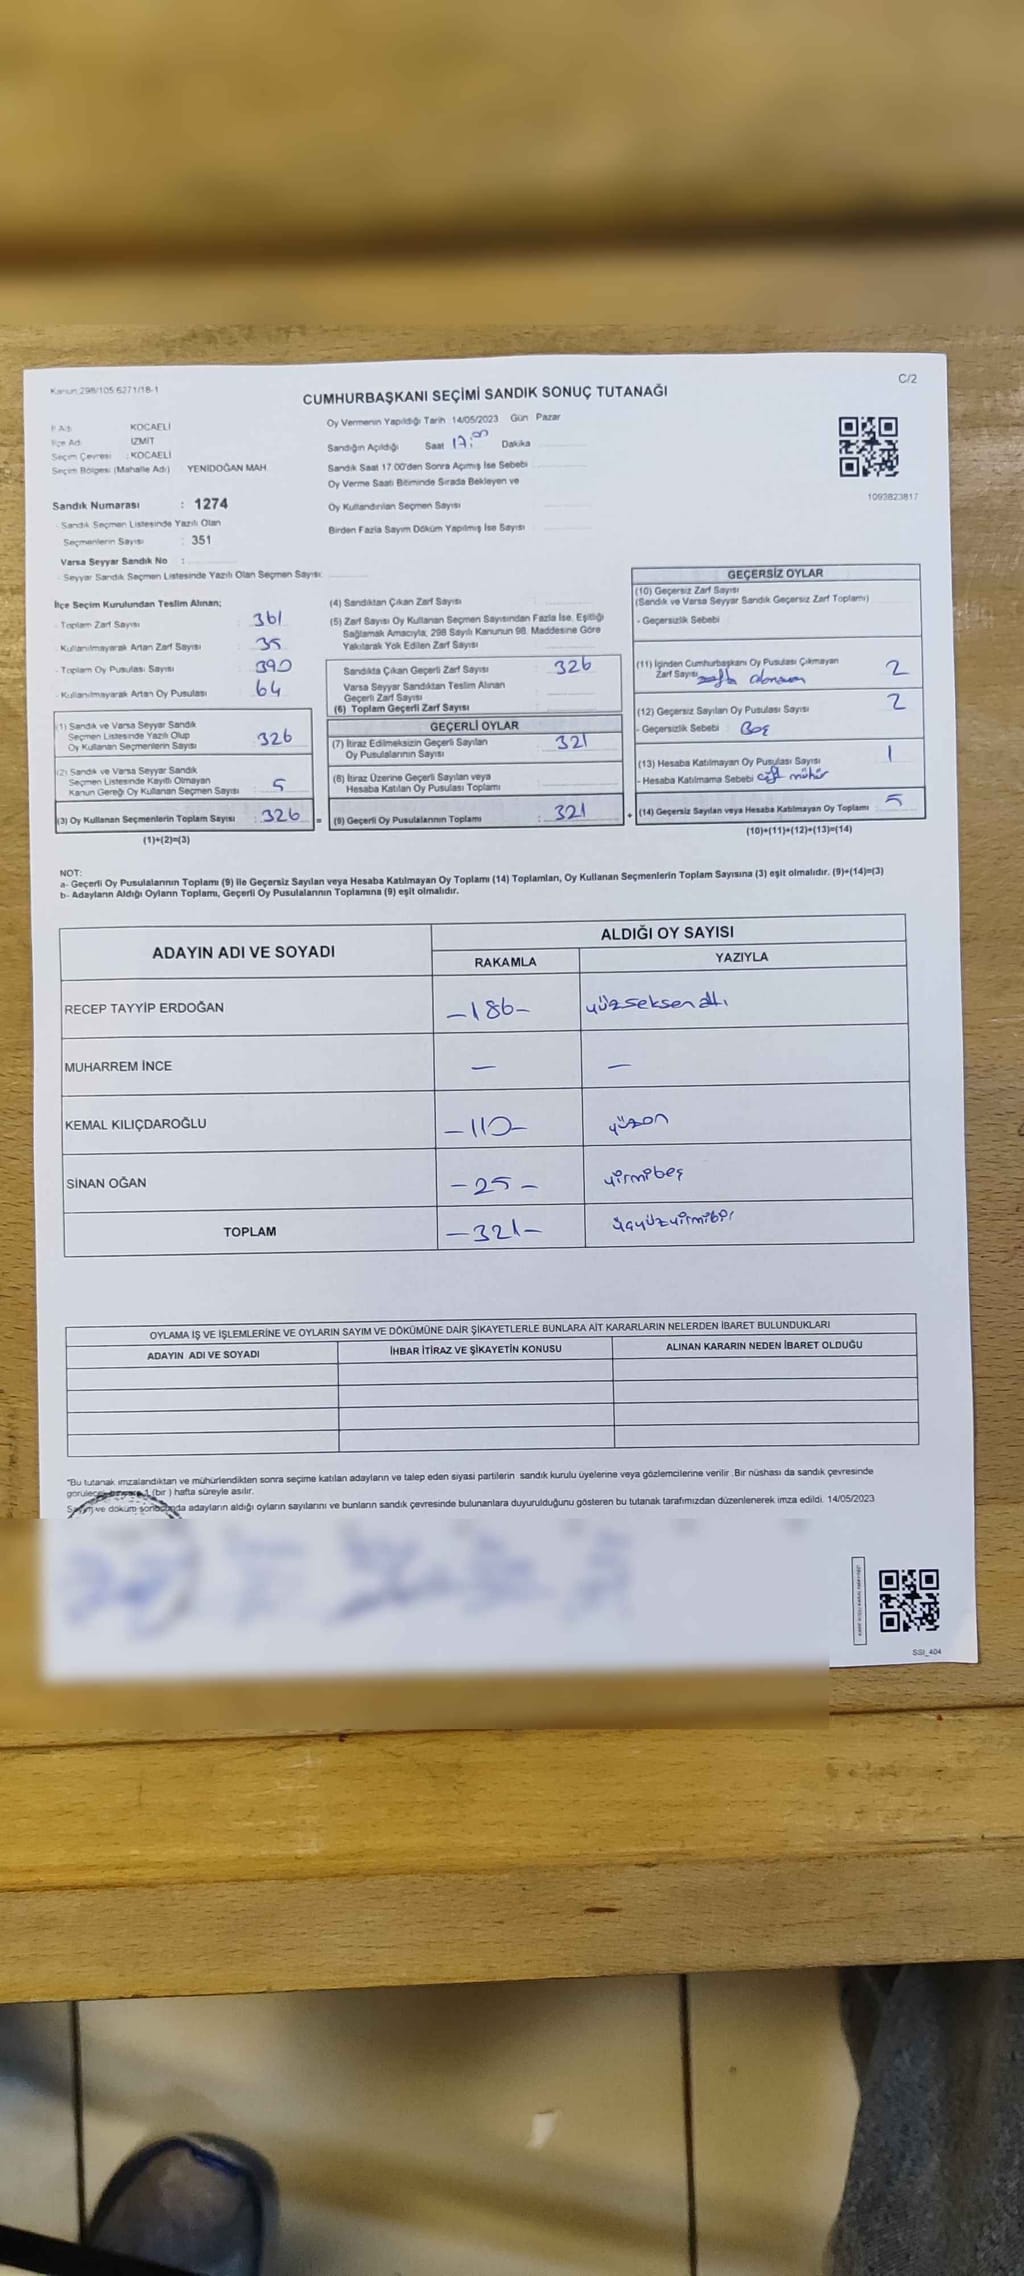 Kanun:298/105 6271/18-1
C/2
CUMHURBAŞKANI SEÇİMİ SANDIK SONUÇ TUTANAĞI
İl Adı KOCAELİ
İlçe Adı İZMİT
Seçim Çevresi : KOCAELİ
Seçim Bölgesi (Mahalle Adı) YENİDOĞAN MAH.
Sandık Numarası : 1274
- Sandık Seçmen Listesinde Yazılı Olan
Seçmenlerin Sayısı : 351
Varsa Seyyar Sandık No :
- Seyyar Sandık Seçmen Listesinde Yazılı Olan Seçmen Sayısı:
Oy Vermenin Yapıldığı Tarih 14/05/2023 Gün Pazar
Sandığın Açıldığı Saat 17:00 Dakika
Sandık Saat 17.00'den Sonra Açımış İse Sebebi
Oy Verme Saati Bitiminde Sırada Bekleyen ve
Oy Kullandırılan Seçmen Sayısı
Birden Fazla Sayım Döküm Yapılmış İse Sayısı
1093823817
İlçe Seçim Kurulundan Teslim Alınan;
- Toplam Zarf Sayısı : 361
- Kullanılmayarak Artan Zarf Sayısı : 35
- Toplam Oy Pusulası Sayısı : 390
- Kullanılmayarak Artan Oy Pusulası : 64
(1) Sandık ve Varsa Seyyar Sandık
Seçmen Listesinde Yazılı Olup
Oy Kullanan Seçmenlerin Sayısı : 326
(2) Sandık ve Varsa Seyyar Sandık
Seçmen Listesinde Kayıtlı Olmayan
Kanun Gereği Oy Kullanan Seçmen Sayısı : 5
(3) Oy Kullanan Seçmenlerin Toplam Sayısı : 326 =
(1)+(2)=(3)
(4) Sandıktan Çıkan Zarf Sayısı
(5) Zarf Sayısı Oy Kullanan Seçmen Sayısından Fazla İse, Eşitliği
Sağlamak Amacıyla, 298 Sayılı Kanunun 98. Maddesine Göre
Yakılarak Yok Edilen Zarf Sayısı
Sandıkta Çıkan Geçerli Zarf Sayısı : 326
Varsa Seyyar Sandıktan Teslim Alınan
Geçerli Zarf Sayısı
(6) Toplam Geçerli Zarf Sayısı
GEÇERLİ OYLAR
(7) İtiraz Edilmeksizin Geçerli Sayılan
Oy Pusulalarının Sayısı : 321
(8) İtiraz Üzerine Geçerli Sayılan veya
Hesaba Katılan Oy Pusulası Toplamı
(9) Geçerli Oy Pusulalarının Toplamı : 321 +
GEÇERSİZ OYLAR
(10) Geçersiz Zarf Sayısı
(Sandık ve Varsa Seyyar Sandık Geçersiz Zarf Toplamı)
- Geçersizlik Sebebi
(11) İçinden Cumhurbaşkanı Oy Pusulası Çıkmayan
Zarf Sayısı 2
(12) Geçersiz Sayılan Oy Pusulası Sayısı 2
- Geçersizlik Sebebi Boş
(13) Hesaba Katılmayan Oy Pusulası Sayısı 1
- Hesaba Katılmama Sebebi çift mühür
(14) Geçersiz Sayılan veya Hesaba Katılmayan Oy Toplamı 5
(10)+(11)+(12)+(13)=(14)
NOT:
a- Geçerli Oy Pusulalarının Toplamı (9) ile Geçersiz Sayılan veya Hesaba Katılmayan Oy Toplamı (14) Toplamları, Oy Kullanan Seçmenlerin Toplam Sayısına (3) eşit olmalıdır. (9)+(14)=(3)
b- Adayların Aldığı Oyların Toplamı, Geçerli Oy Pusulalarının Toplamına (9) eşit olmalıdır.
ADAYIN ADI VE SOYADI ALDIĞI OY SAYISI
RAKAMLA YAZIYLA
RECEP TAYYİP ERDOĞAN -186- yüzseksen altı
MUHARREM İNCE - -
KEMAL KILIÇDAROĞLU -110- yüzon
SİNAN OĞAN -25- yirmibeş
TOPLAM -321- üçyüzyirmibir
OYLAMA İŞ VE İŞLEMLERİNE VE OYLARIN SAYIM VE DÖKÜMÜNE DAİR ŞİKAYETLERLE BUNLARA AİT KARARLARIN NELERDEN İBARET BULUNDUKLARI
ADAYIN ADI VE SOYADI İHBAR İTİRAZ VE ŞİKAYETİN KONUSU ALINAN KARARIN NEDEN İBARET OLDUĞU
"Bu tutanak imzalandıktan ve mühürlendikten sonra seçime katılan adayların ve talep eden siyasi partilerin sandık kurulu üyelerine veya gözlemcilerine verilir. Bir nüshası da sandık çevresinde
1 (bir ) hafta süreyle asılır.
Sayım ve döküm sonucunda adayların aldığı oyların sayılarını ve bunların sandık çevresinde bulunanlara duyurulduğunu gösteren bu tutanak tarafımızdan düzenlenerek imza edildi. 14/05/2023
SSI_404